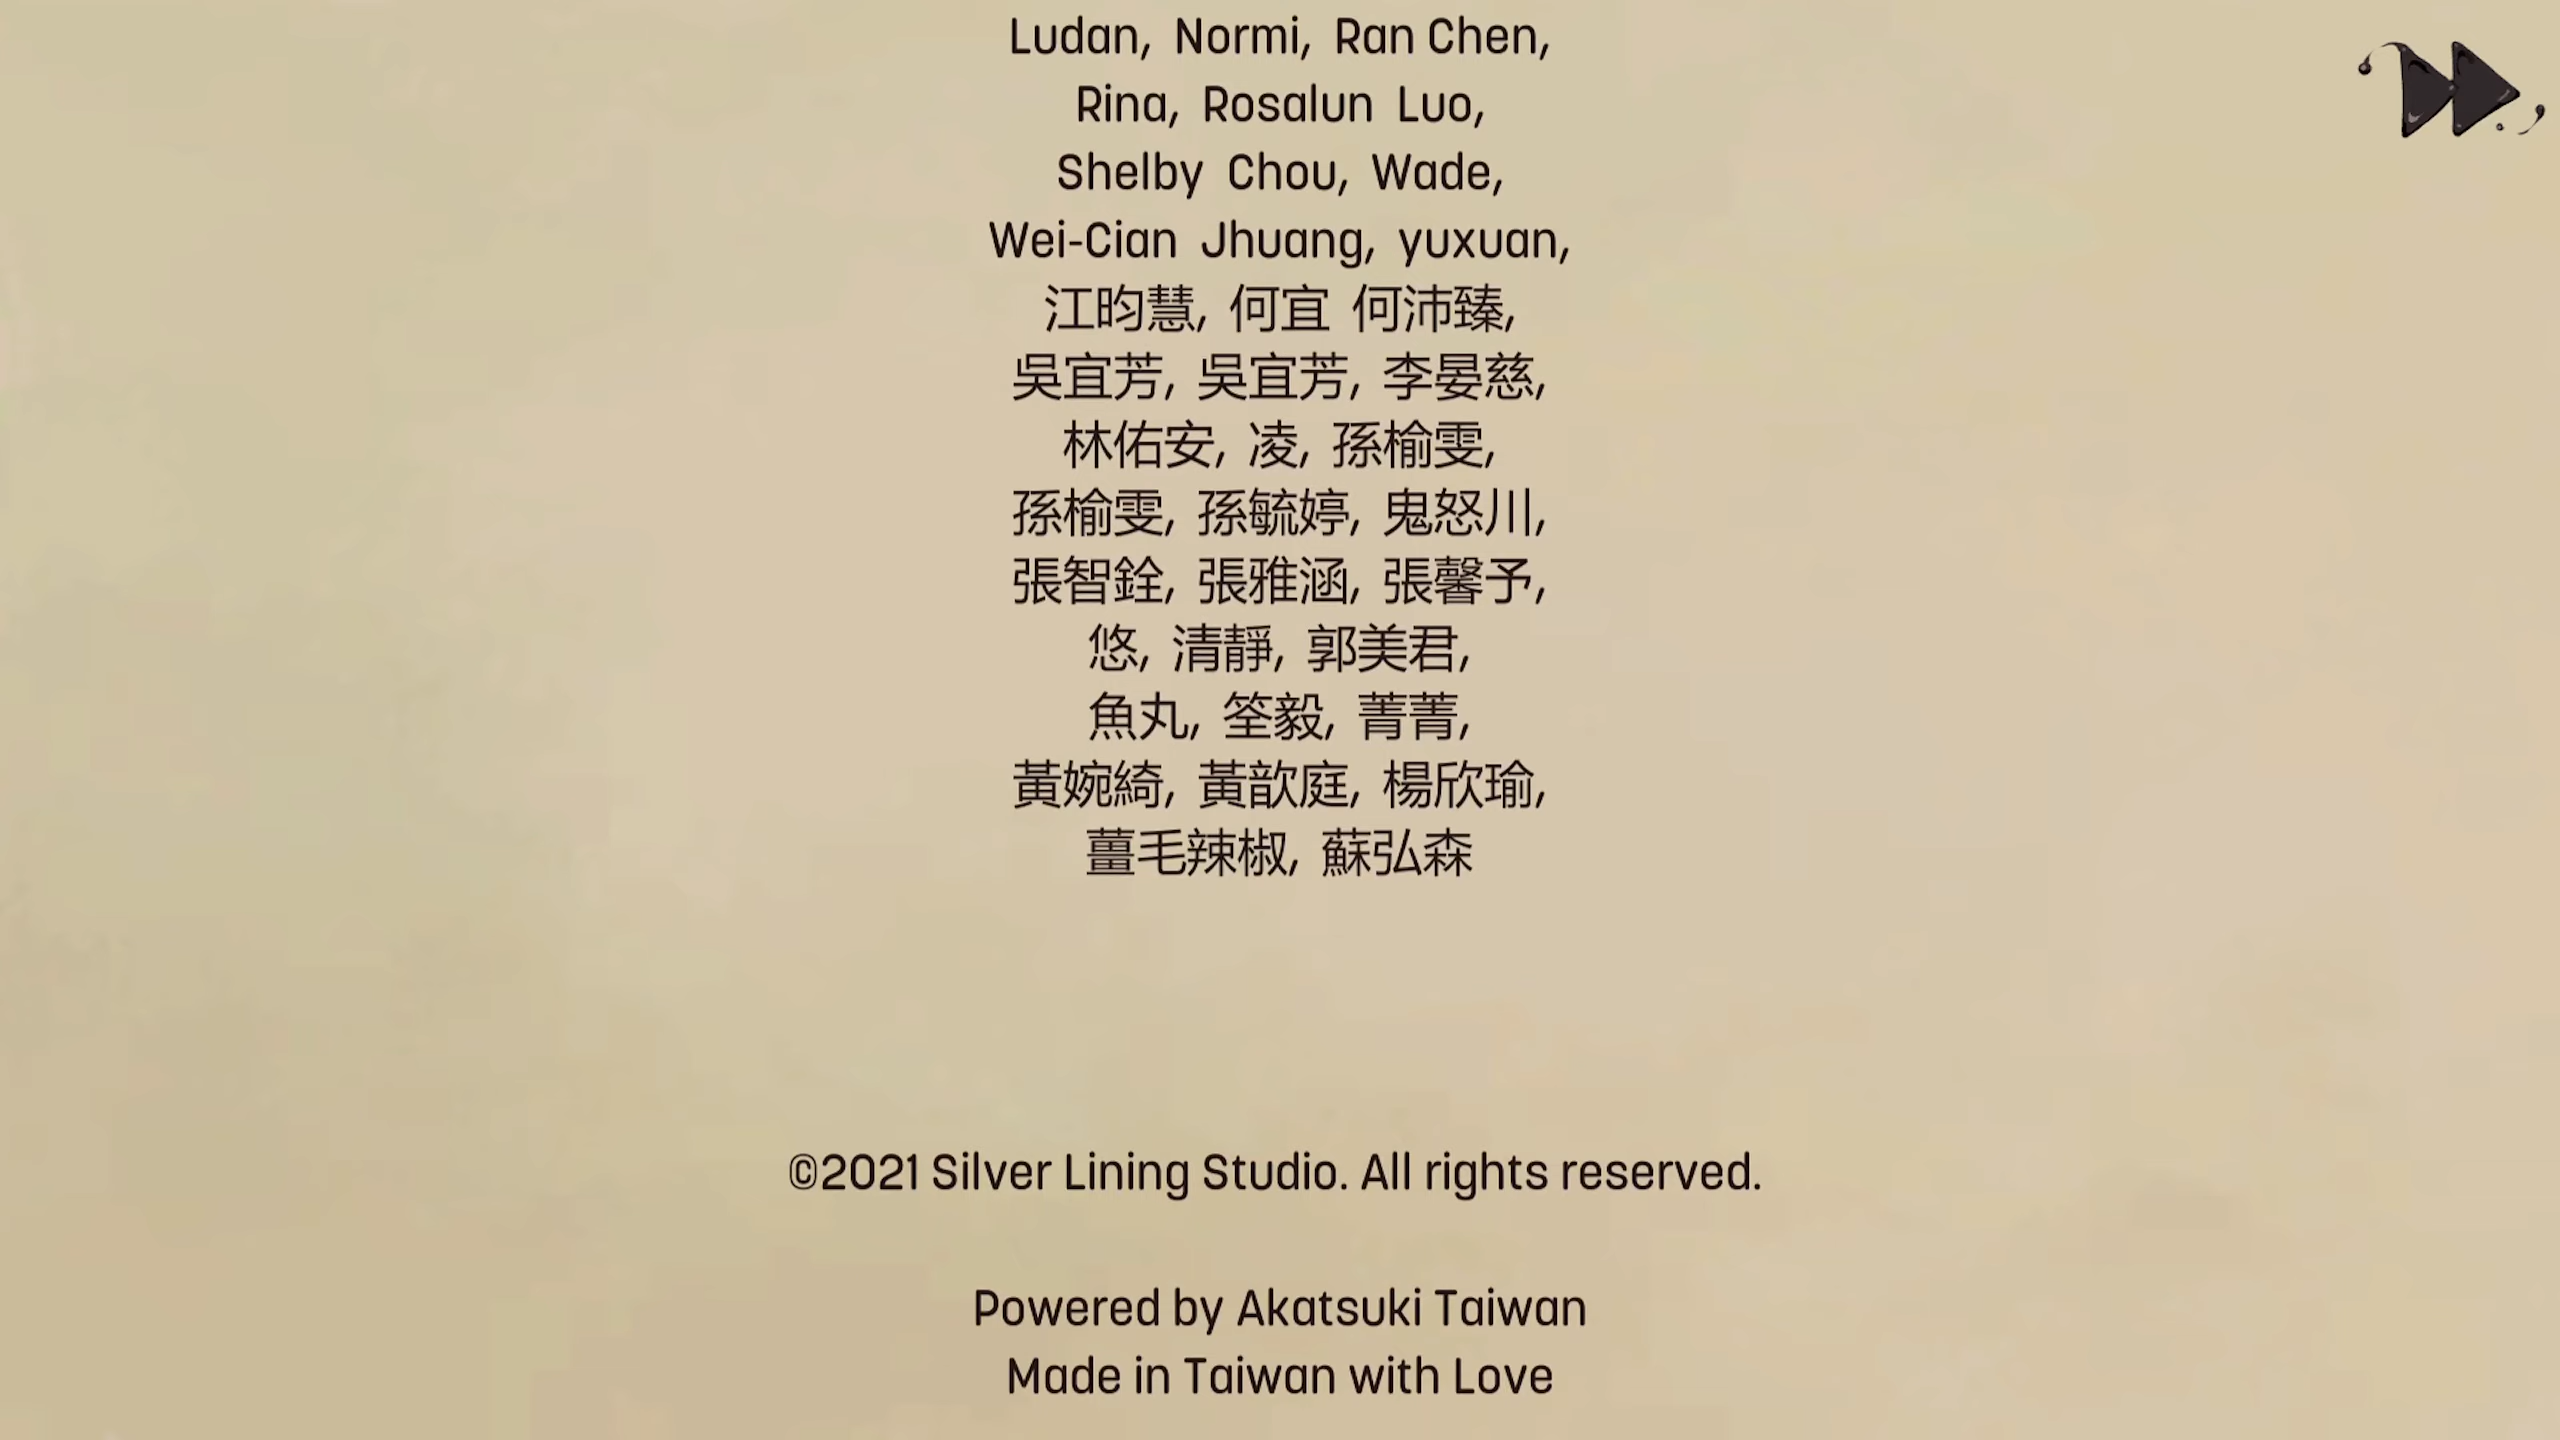 Ludan, Normi, Ran Chen,
Rina, Rosalun Luo,
Shelby Chou, Wade,
Wei-Cian Jhuang, yuxuan,
江昀慧, 何宜 何沛臻,
吳宜芳, 吳宜芳, 李晏慈,
林佑安, 凌, 孫榆雯,
孫榆雯, 孫毓婷, 鬼怒川,
張智銓, 張雅涵, 張馨予,
悠, 清靜, 郭美君,
魚丸, 筌毅, 菁菁,
黃婉綺, 黃歆庭, 楊欣瑜,
薑毛辣椒, 蘇弘森
©2021 Silver Lining Studio. All rights reserved.
Powered by Akatsuki Taiwan
Made in Taiwan with Love